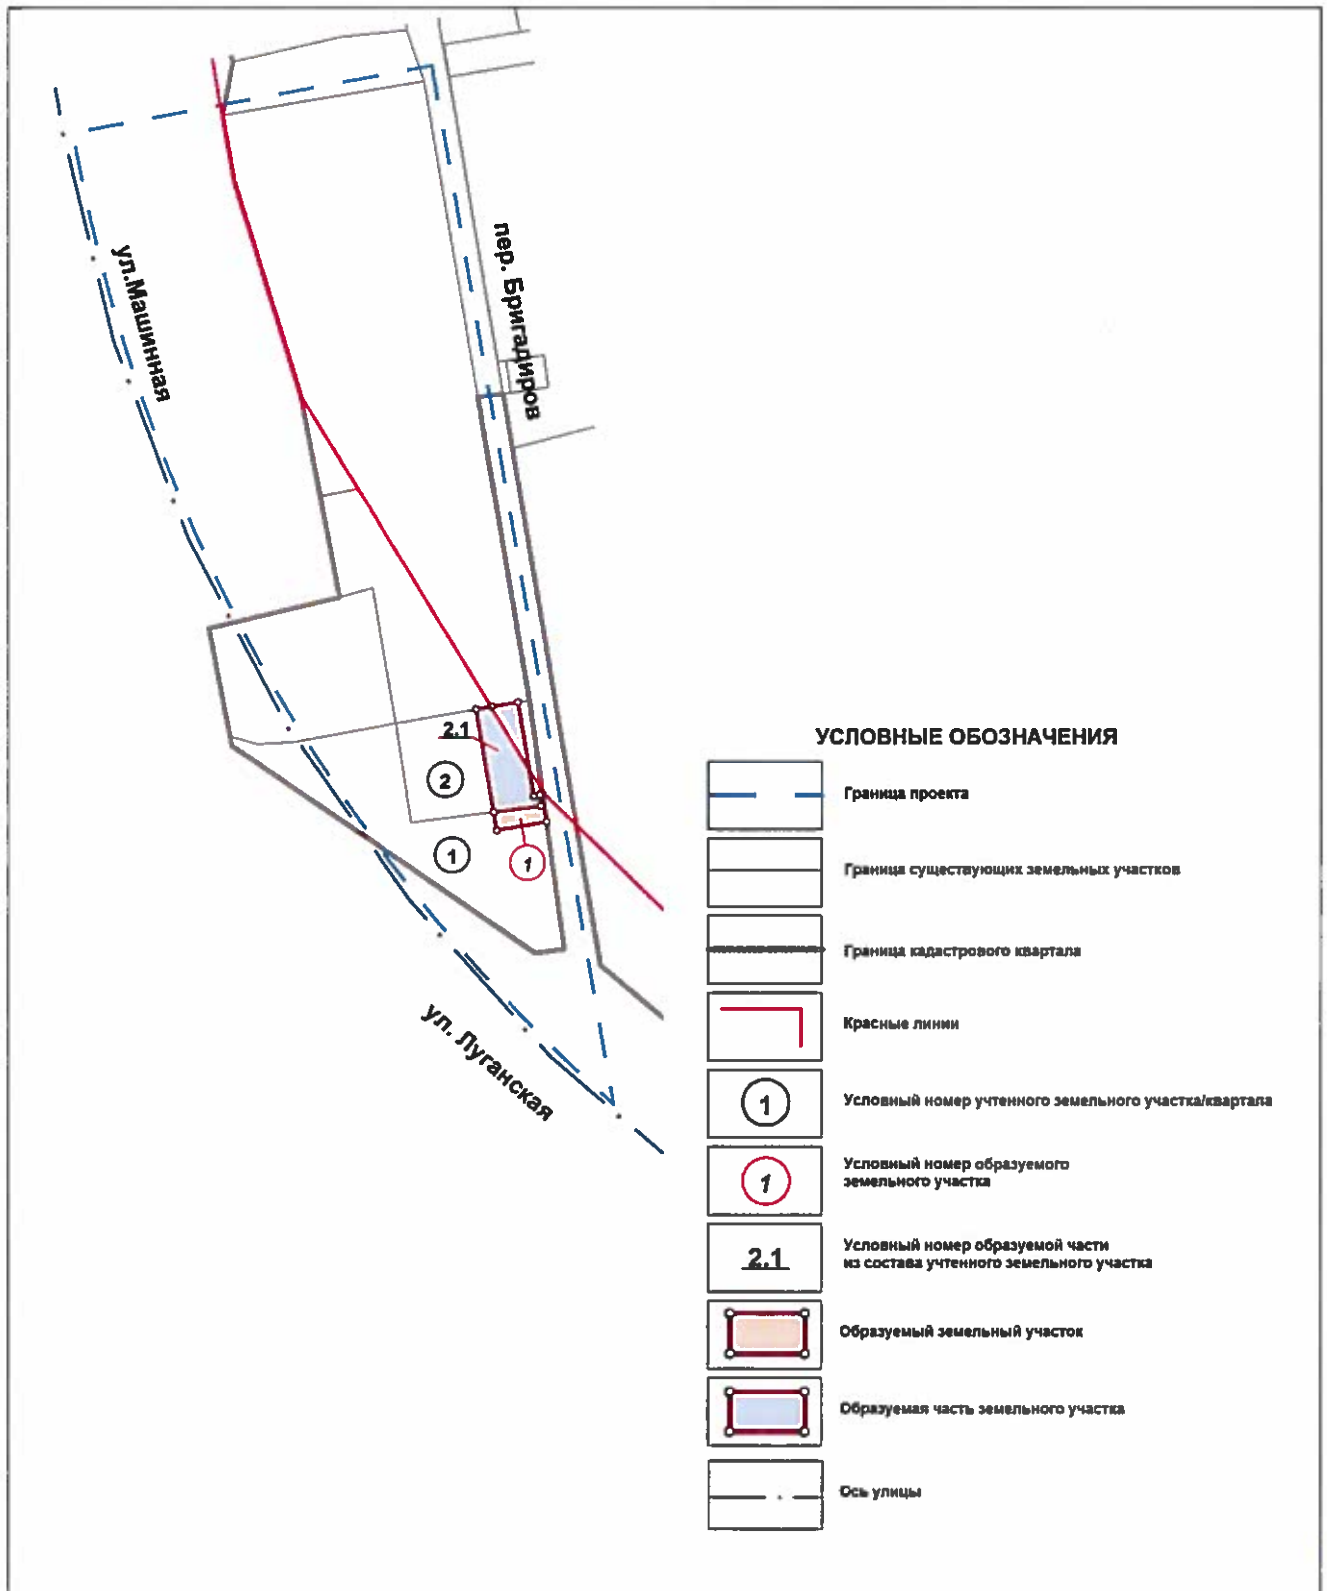 ул.Машинная
пер. Бригадиров
2.1
2
1
1
ул. Луганская
УСЛОВНЫЕ ОБОЗНАЧЕНИЯ
Граница проекта
Граница существующих земельных участков
Граница кадастрового квартала
Красные линии
1
Условный номер учтенного земельного участка/квартала
1
Условный номер образуемого
земельного участка
2.1
Условный номер образуемой части
из состава учтенного земельного участка
Образуемый земельный участок
Образуемая часть земельного участка
Ось улицы